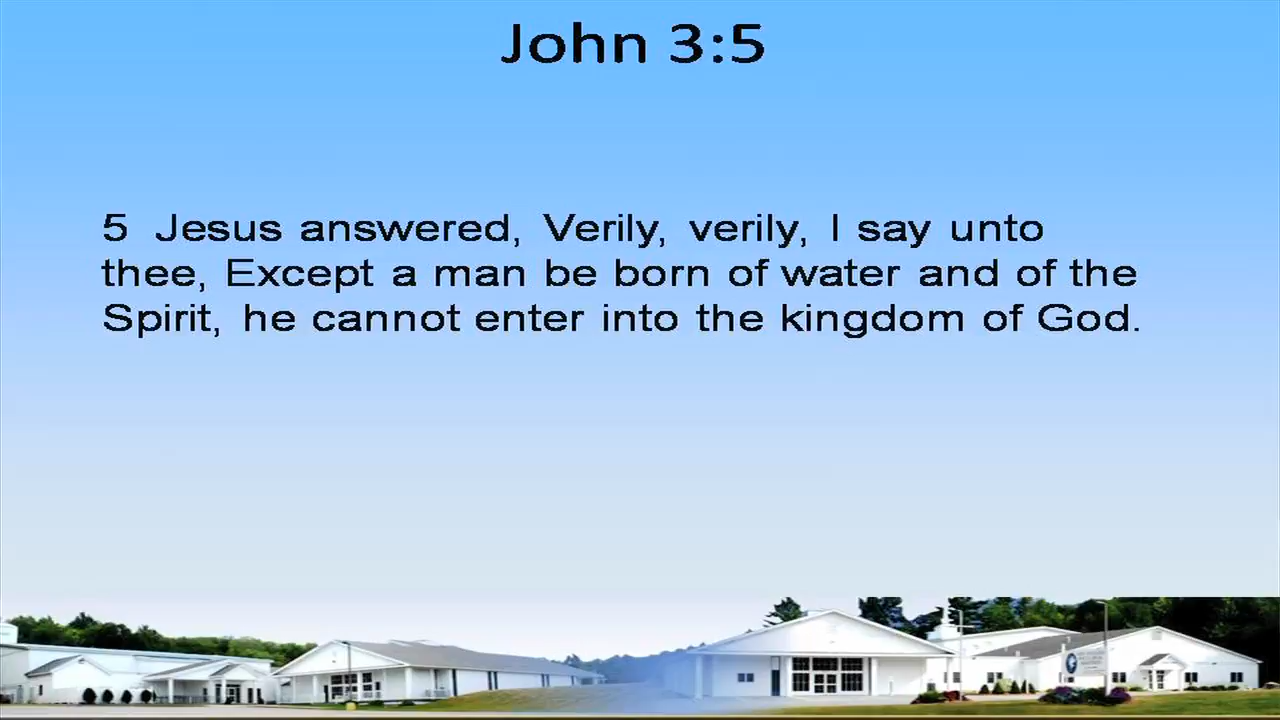 John 3:5
5 Jesus answered, Verily, verily, I say unto
thee, Except a man be born of water and of the
Spirit, he cannot enter into the kingdom of God.